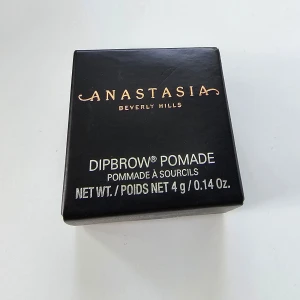 ANASTASIA
BEVERLY HILLS
DIPBROW® POMADE
POMMADE À SOURCILS
NET WT. / POIDS NET 4 g / 0.14 Oz.